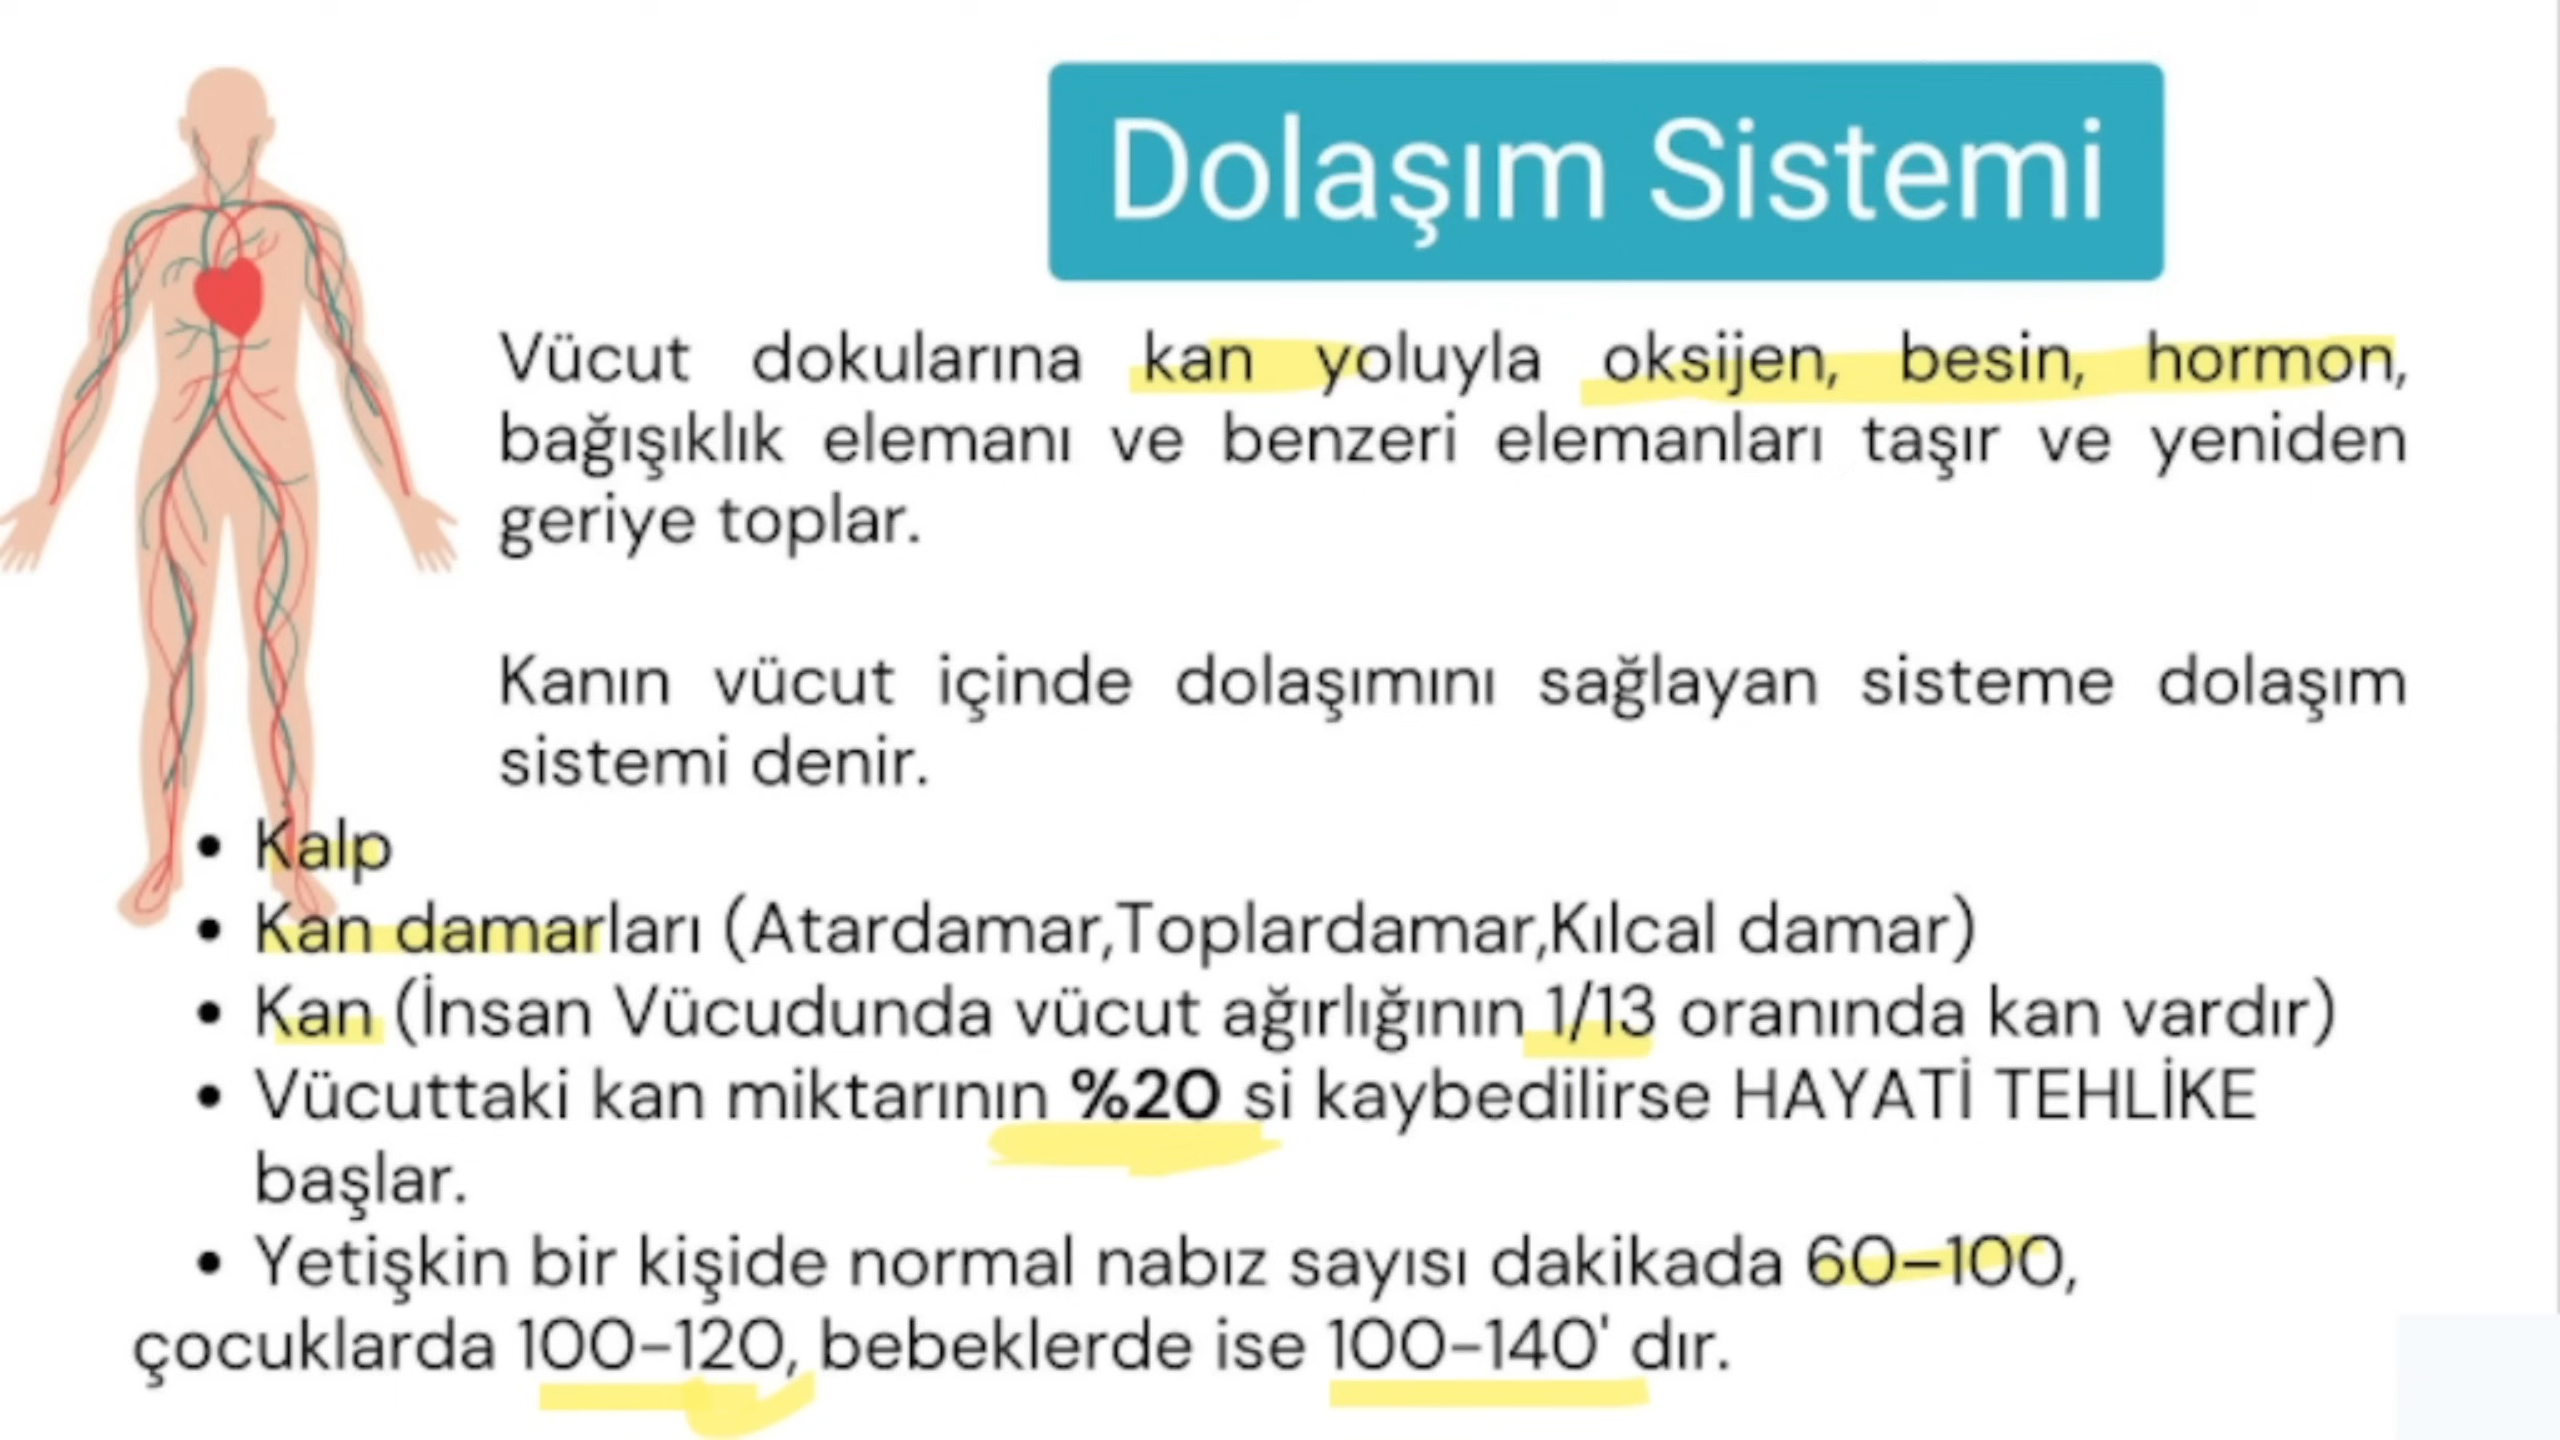 Dolaşım Sistemi
Vücut dokularına kan yoluyla oksijen, besin, hormon,
bağışıklık elemanı ve benzeri elemanları taşır ve yeniden
geriye toplar.
Kanın vücut içinde dolaşımını sağlayan sisteme dolaşım
sistemi denir.
• Kalp
• Kan damarları (Atardamar,Toplardamar,Kılcal damar)
• Kan (İnsan Vücudunda vücut ağırlığının 1/13 oranında kan vardır)
• Vücuttaki kan miktarının %20 si kaybedilirse HAYATİ TEHLİKE
başlar.
• Yetişkin bir kişide normal nabız sayısı dakikada 60–100,
çocuklarda 100-120, bebeklerde ise 100-140' dır.